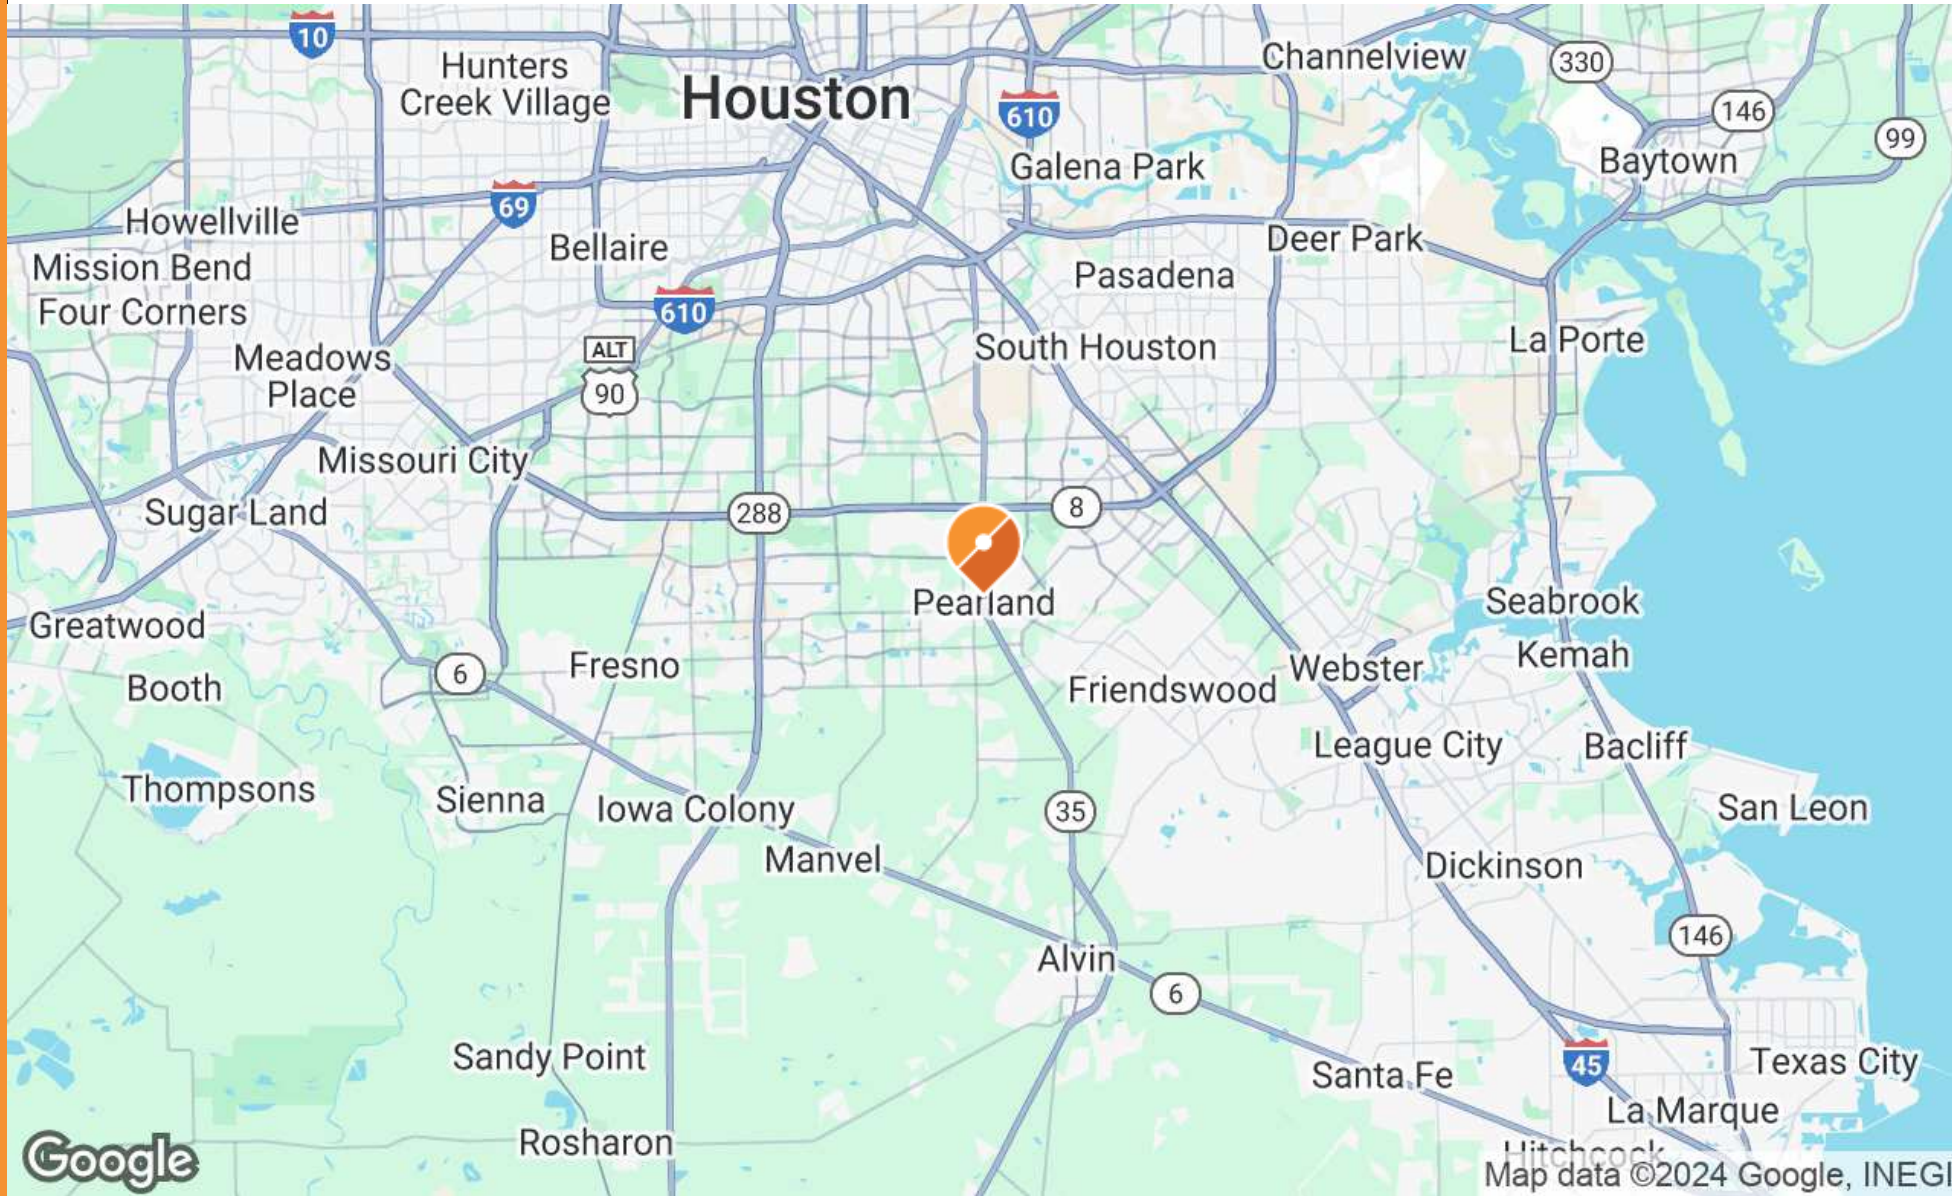 10
Hunters
Creek Village
Houston
610
Channelview
330
146
99
Galena Park
Baytown
69
Howellville
Bellaire
Deer Park
Mission Bend
Pasadena
Four Corners
610
ALT
90
South Houston
La Porte
Meadows
Place
Missouri City
Sugar Land
288
8
Pearland
Seabrook
Greatwood
Kemah
6
Fresno
Webster
Booth
Friendswood
League City
Bacliff
Thompsons
Sienna
Iowa Colony
35
San Leon
Manvel
Dickinson
146
Alvin
6
Sandy Point
Santa Fe
45
Texas City
La Marque
Rosharon
Hitchcock
Google
Map data ©2024 Google, INEGI